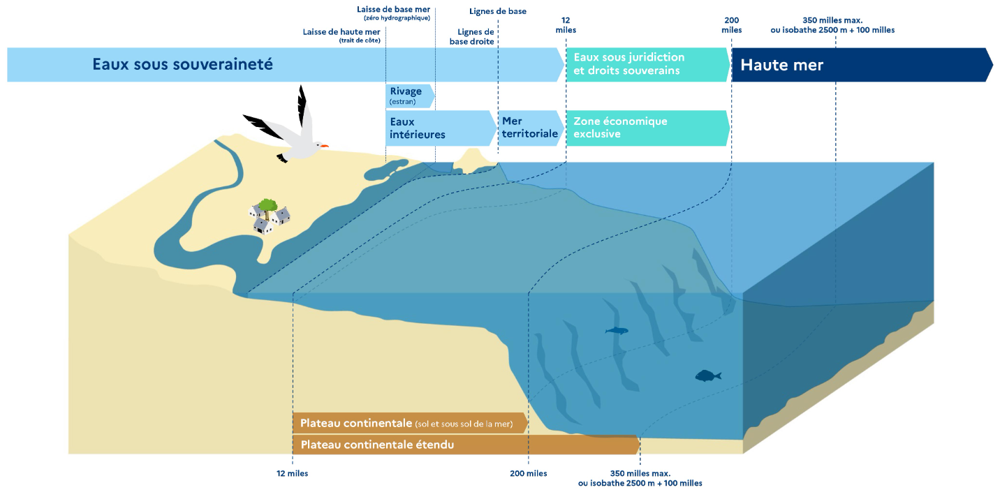 Laisse de base mer
(zéro hydrographique)
Lignes de base
Laisse de haute mer
(trait de côte)
Lignes de
base droite
12
miles
200
miles
350 milles max.
ou isobathe 2500 m + 100 milles
Eaux sous souveraineté
Eaux sous juridiction
et droits souverains
Haute mer
Rivage
(estran)
Eaux
intérieures
Mer
territoriale
Zone économique
exclusive
Plateau continentale (sol et sous sol de la mer)
Plateau continentale étendu
12 miles
200 miles
350 milles max.
ou isobathe 2500 m + 100 milles